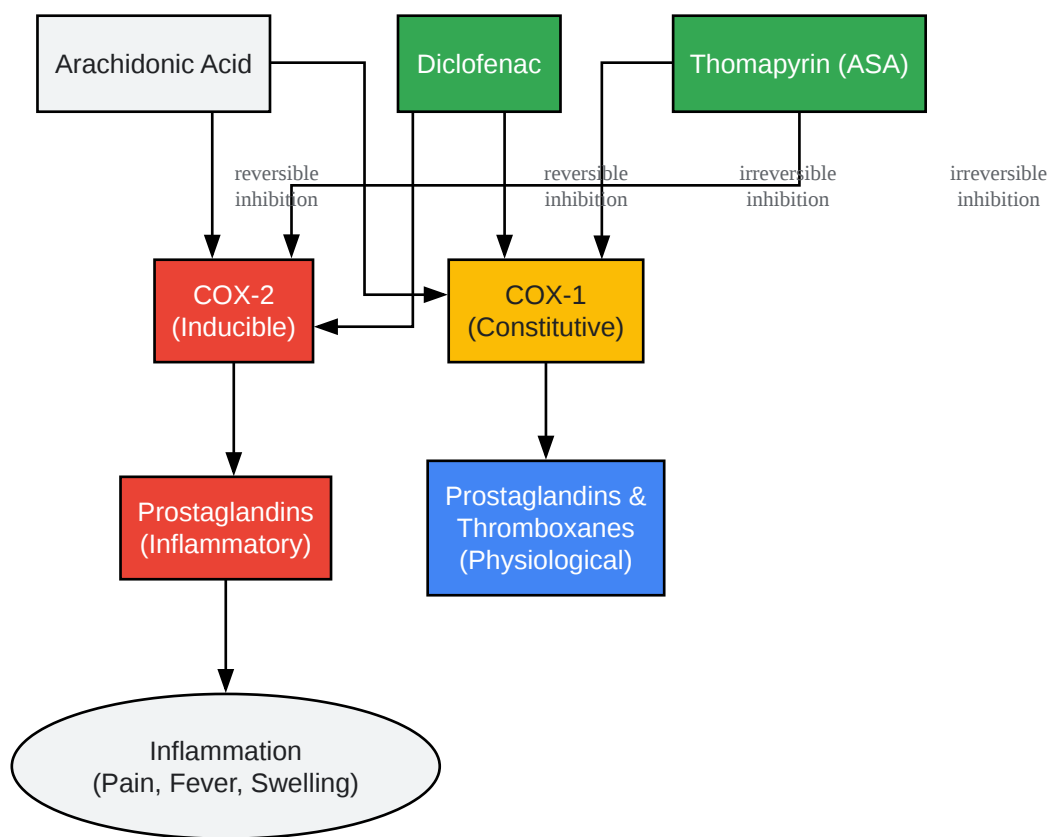 Arachidonic Acid
Diclofenac
Thomapyrin (ASA)
reversible
inhibition
reversible
inhibition
irreversible
inhibition
irreversible
inhibition
COX-2
(Inducible)
COX-1
(Constitutive)
Prostaglandins
(Inflammatory)
Prostaglandins &
Thromboxanes
(Physiological)
Inflammation
(Pain, Fever, Swelling)